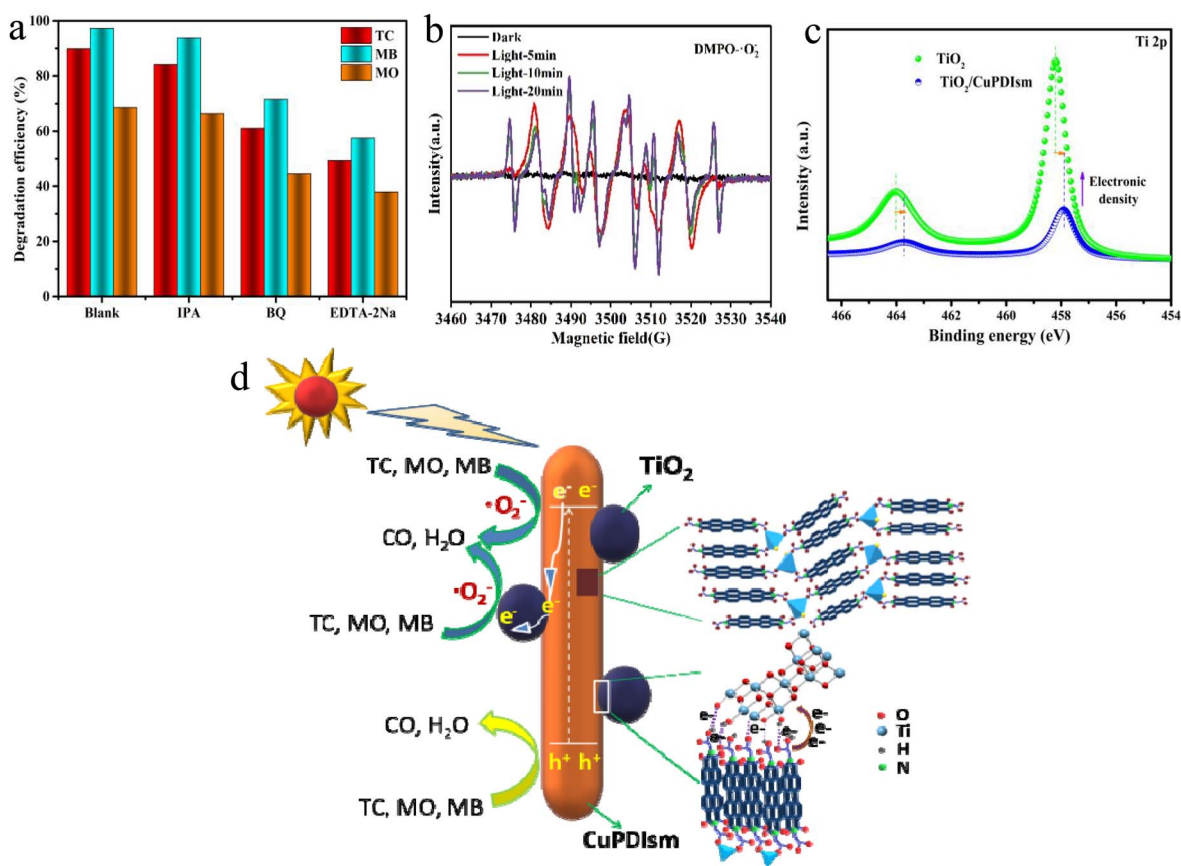 a
Degradation efficiency (%)
100
80
60
40
20
0
TC
MB
MO
Blank IPA BQ EDTA-2Na
b
Intensity(a.u.)
Dark
Light-5min
Light-10min
Light-20min
DMPO-·O₂⁻
3460 3470 3480 3490 3500 3510 3520 3530 3540
Magnetic field(G)
c
Intensity (a.u.)
Ti 2p
TiO₂
TiO₂/CuPDIsm
Electronic
density
466 464 462 460 458 456 454
Binding energy (eV)
d
TC, MO, MB
·O₂⁻
CO, H₂O
·O₂⁻
TC, MO, MB
e⁻ e⁻
e⁻
e⁻
TiO₂
CO, H₂O
h⁺ h⁺
TC, MO, MB
CuPDIsm
e⁻
e⁻
e⁻
e⁻
e⁻
e⁻
O
Ti
H
N